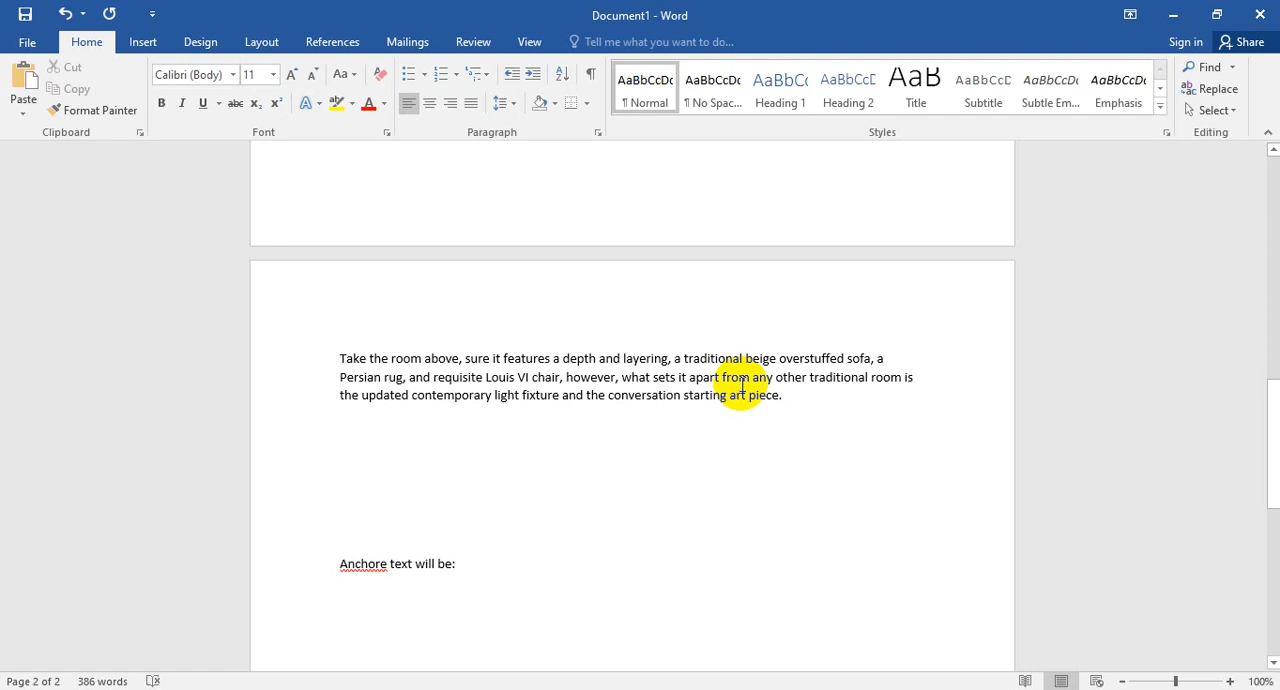 Document1 - Word
File Home Insert Design Layout References Mailings Review View Tell me what you want to do... Sign in Share
Paste
Cut
Copy
Format Painter
Clipboard
Calibri (Body) 11
Font
Paragraph
AaBbCcDc AaBbCcDc AaBbC AaBbCcE AaB AaBbCcD AaBbCcDc AaBbCcDc
¶ Normal ¶ No Spac... Heading 1 Heading 2 Title Subtitle Subtle Em... Emphasis
Styles
Find
Replace
Select
Editing
Take the room above, sure it features a depth and layering, a traditional beige overstuffed sofa, a
Persian rug, and requisite Louis VI chair, however, what sets it apart from any other traditional room is
the updated contemporary light fixture and the conversation starting art piece.
Anchore text will be:
Page 2 of 2 386 words 100%